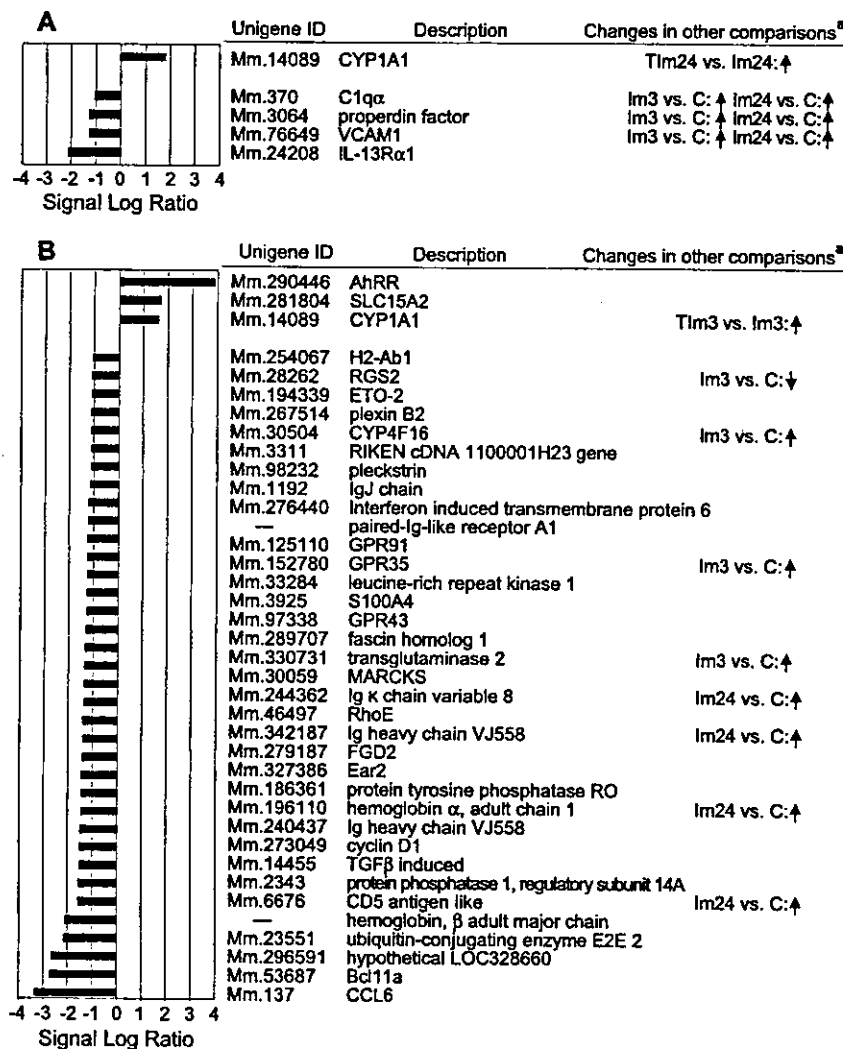 A
Unigene ID Description Changes in other comparisonsª
Mm.14089 CYP1A1 TIm24 vs. Im24:↑
Mm.370 C1qα Im3 vs. C:↑ Im24 vs. C:↑
Mm.3064 properdin factor Im3 vs. C:↑ Im24 vs. C:↑
Mm.76649 VCAM1 Im3 vs. C:↑ Im24 vs. C:↑
Mm.24208 IL-13Rα1
-4 -3 -2 -1 0 1 2 3 4
Signal Log Ratio
B
Unigene ID Description Changes in other comparisonsª
Mm.290446 AhRR
Mm.281804 SLC15A2
Mm.14089 CYP1A1 TIm3 vs. Im3:↑
Mm.254067 H2-Ab1
Mm.28262 RGS2 Im3 vs. C:↓
Mm.194339 ETO-2
Mm.267514 plexin B2
Mm.30504 CYP4F16 Im3 vs. C:↑
Mm.3311 RIKEN cDNA 1100001H23 gene
Mm.98232 pleckstrin
Mm.1192 IgJ chain
Mm.276440 Interferon induced transmembrane protein 6
— paired-Ig-like receptor A1
Mm.125110 GPR91
Mm.152780 GPR35 Im3 vs. C:↑
Mm.33284 leucine-rich repeat kinase 1
Mm.3925 S100A4
Mm.97338 GPR43
Mm.289707 fascin homolog 1
Mm.330731 transglutaminase 2 Im3 vs. C:↑
Mm.30059 MARCKS
Mm.244362 Ig κ chain variable 8 Im24 vs. C:↑
Mm.46497 RhoE
Mm.342187 Ig heavy chain VJ558 Im24 vs. C:↑
Mm.279187 FGD2
Mm.327386 Ear2
Mm.186361 protein tyrosine phosphatase RO
Mm.196110 hemoglobin α, adult chain 1 Im24 vs. C:↑
Mm.240437 Ig heavy chain VJ558
Mm.273049 cyclin D1
Mm.14455 TGFβ induced
Mm.2343 protein phosphatase 1, regulatory subunit 14A
Mm.6676 CD5 antigen like Im24 vs. C:↑
— hemoglobin, β adult major chain
Mm.23551 ubiquitin-conjugating enzyme E2E 2
Mm.296591 hypothetical LOC328660
Mm.53687 Bcl11a
Mm.137 CCL6
-4 -3 -2 -1 0 1 2 3 4
Signal Log Ratio